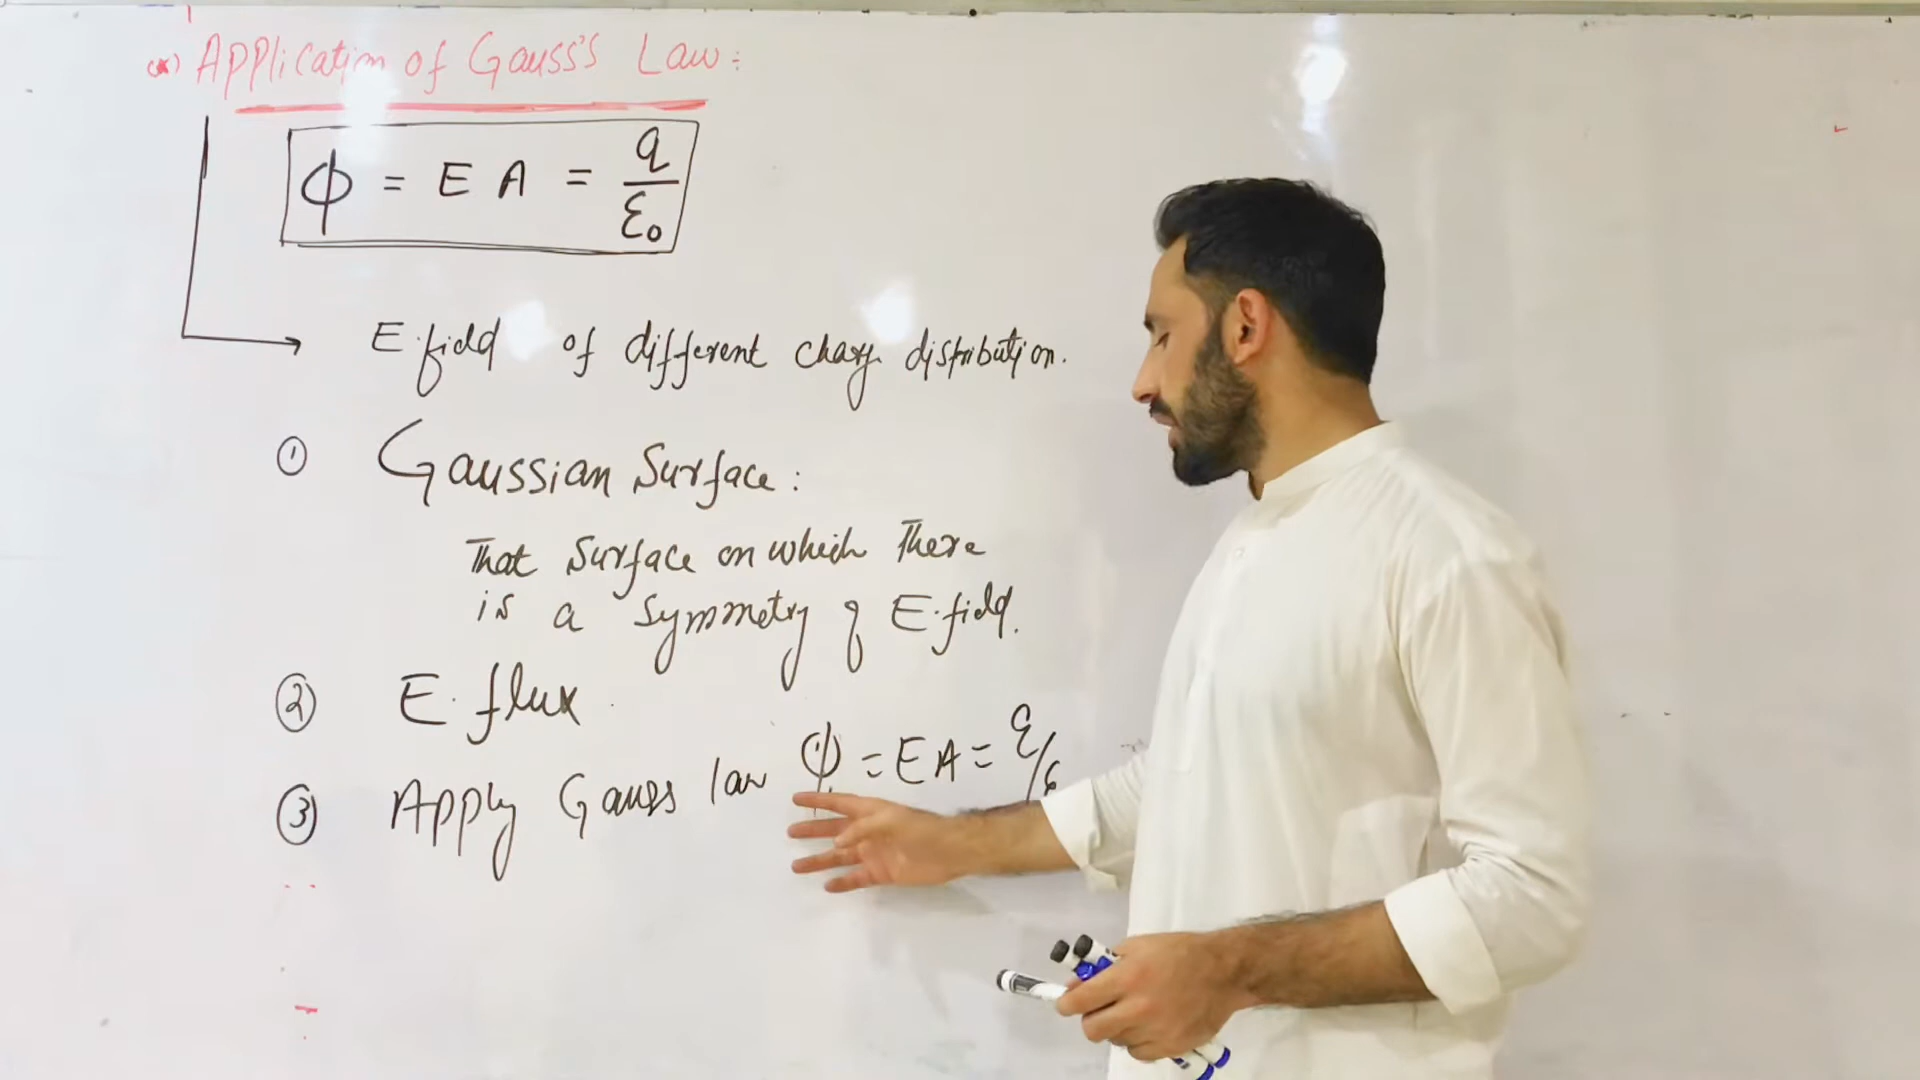 (*) Application of Gauss's Law:
ϕ = E A = q/ε₀
E.field of different charge distribution.
① Gaussian Surface:
That Surface on which There
is a Symmetry of E.field.
② E.flux
③ Apply Gauss law ϕ = EA = q/ε